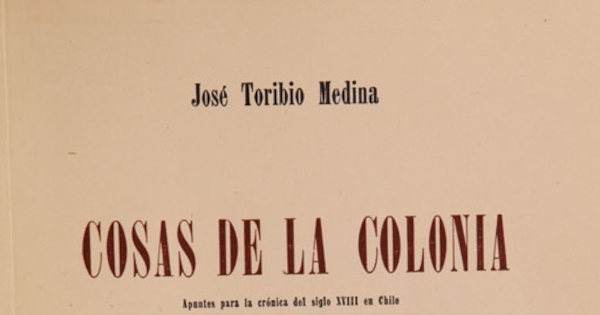 José Toribio Medina
COSAS DE LA COLONIA
Apuntes para la crónica del siglo XVIII en Chile